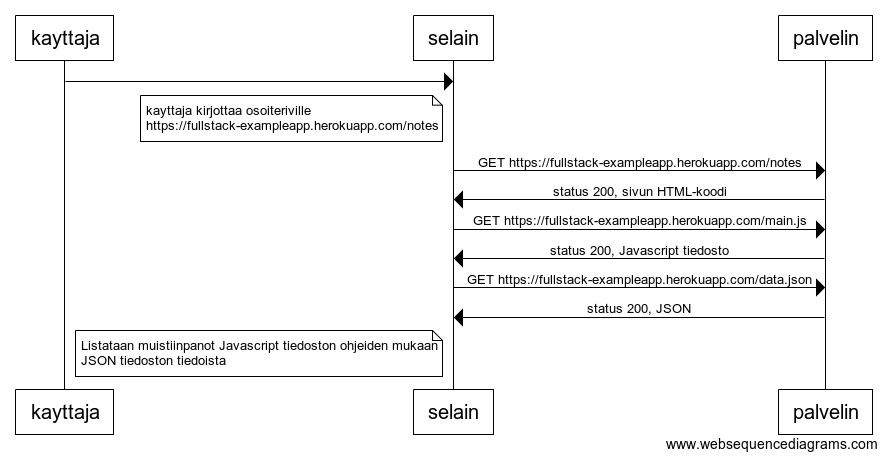 kayttaja
selain
palvelin
kayttaja kirjottaa osoiteriville
https://fullstack-exampleapp.herokuapp.com/notes
GET https://fullstack-exampleapp.herokuapp.com/notes
status 200, sivun HTML-koodi
GET https://fullstack-exampleapp.herokuapp.com/main.js
status 200, Javascript tiedosto
GET https://fullstack-exampleapp.herokuapp.com/data.json
status 200, JSON
Listataan muistiinpanot Javascript tiedoston ohjeiden mukaan
JSON tiedoston tiedoista
kayttaja
selain
palvelin
www.websequencediagrams.com